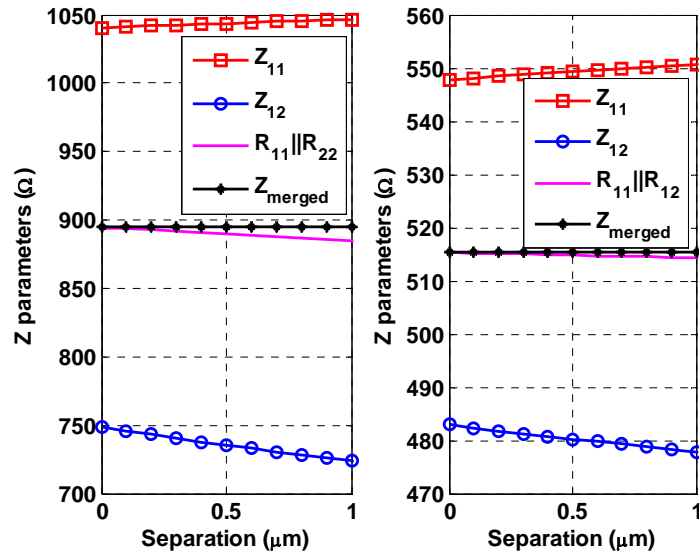 Z parameters (Ω)
1050
1000
950
900
850
800
750
700
0
0.5
1
Separation (μm)
Z11
Z12
R11||R22
Zmerged
Z parameters (Ω)
560
550
540
530
520
510
500
490
480
470
0
0.5
1
Separation (μm)
Z11
Z12
R11||R12
Zmerged